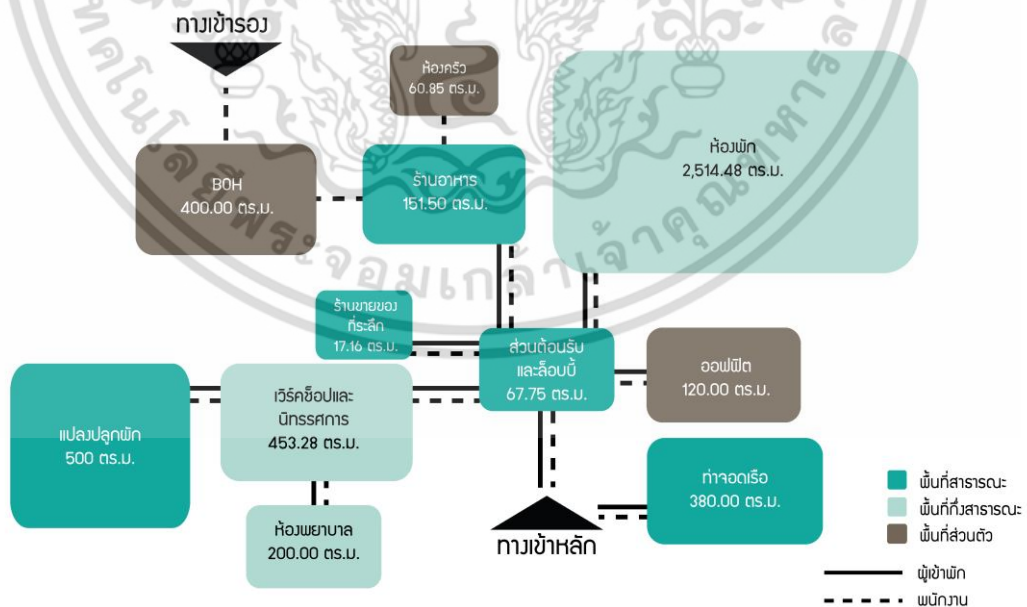 ทางเข้ารอง
ห้องครัว
60.85 ตร.ม.
ห้องพัก
2,514.48 ตร.ม.
BOH
400.00 ตร.ม.
ร้านอาหาร
151.50 ตร.ม.
ร้านขายของ
ที่ระลึก
17.16 ตร.ม.
ส่วนต้อนรับ
และล็อบบี้
67.75 ตร.ม.
ออฟฟิต
120.00 ตร.ม.
แปลงปลูกผัก
500 ตร.ม.
เวิร์คช็อปและ
นิทรรศการ
453.28 ตร.ม.
ห้องพยาบาล
200.00 ตร.ม.
ทางเข้าหลัก
ท่าจอดเรือ
380.00 ตร.ม.
พื้นที่สาธารณะ
พื้นที่กึ่งสาธารณะ
พื้นที่ส่วนตัว
ผู้เข้าพัก
พนักงาน